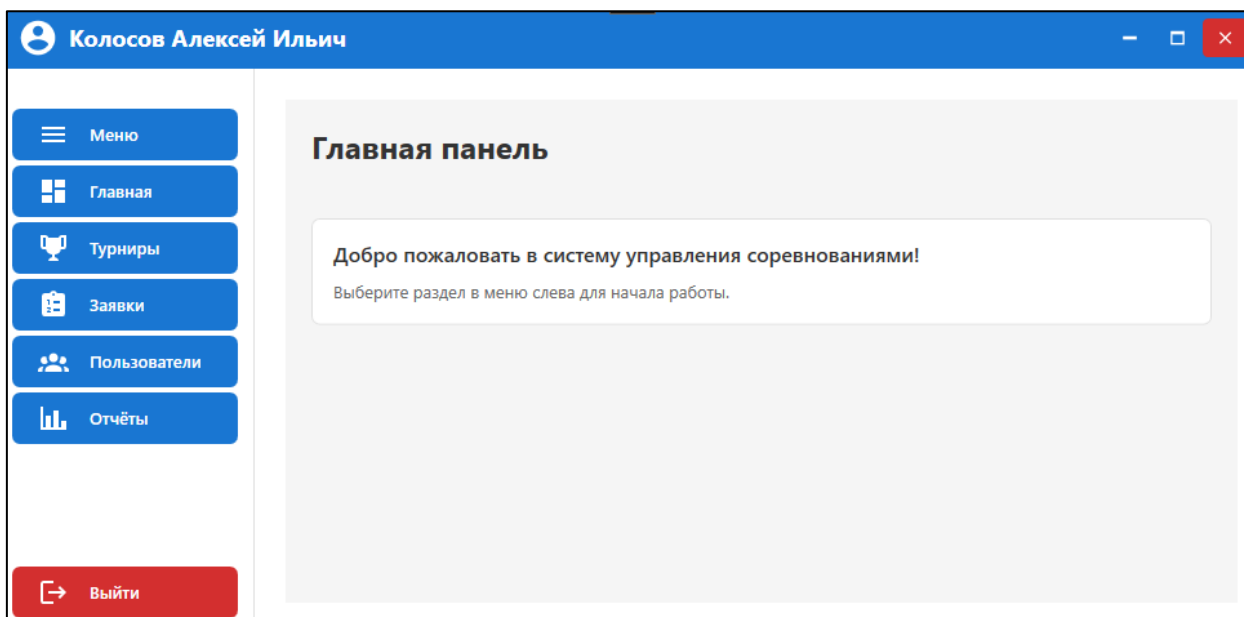 Колосов Алексей Ильич
Меню
Главная
Турниры
Заявки
Пользователи
Отчёты
Выйти
Главная панель
Добро пожаловать в систему управления соревнованиями!
Выберите раздел в меню слева для начала работы.